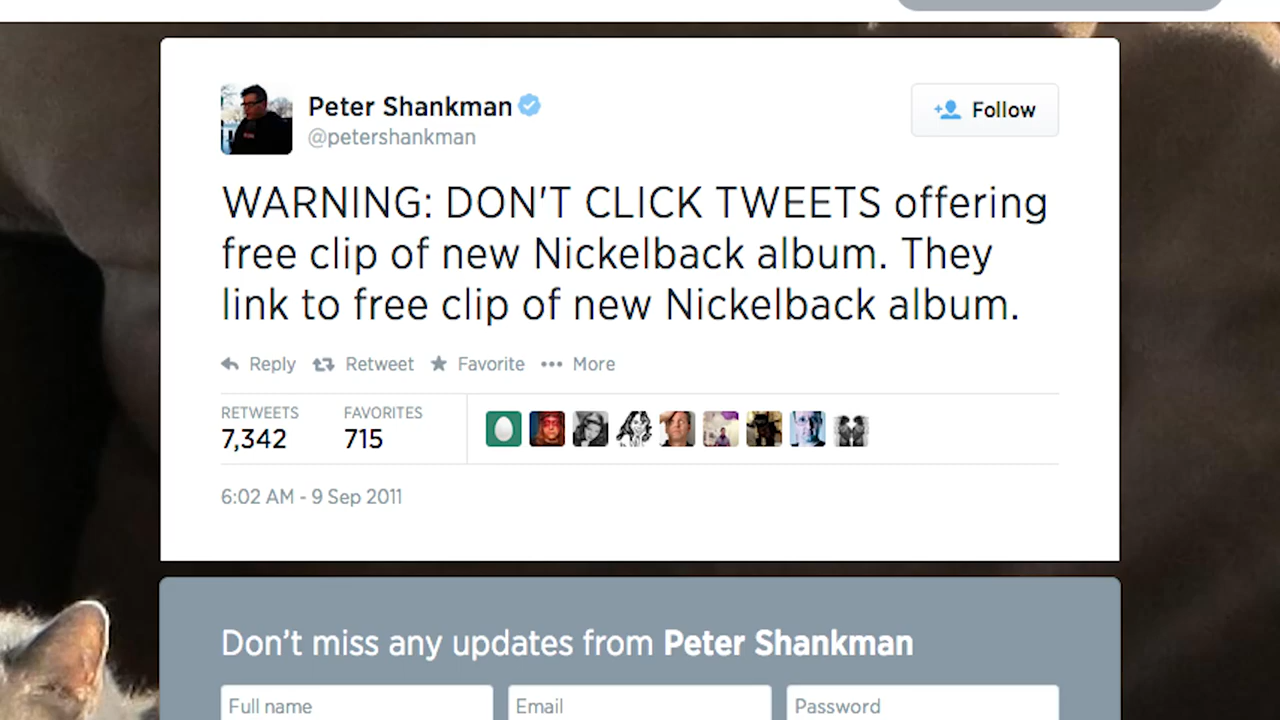 Peter Shankman
@petershankman
Follow
WARNING: DON'T CLICK TWEETS offering
free clip of new Nickelback album. They
link to free clip of new Nickelback album.
Reply Retweet Favorite More
RETWEETS FAVORITES
7,342 715
6:02 AM - 9 Sep 2011
Don't miss any updates from Peter Shankman
Full name Email Password